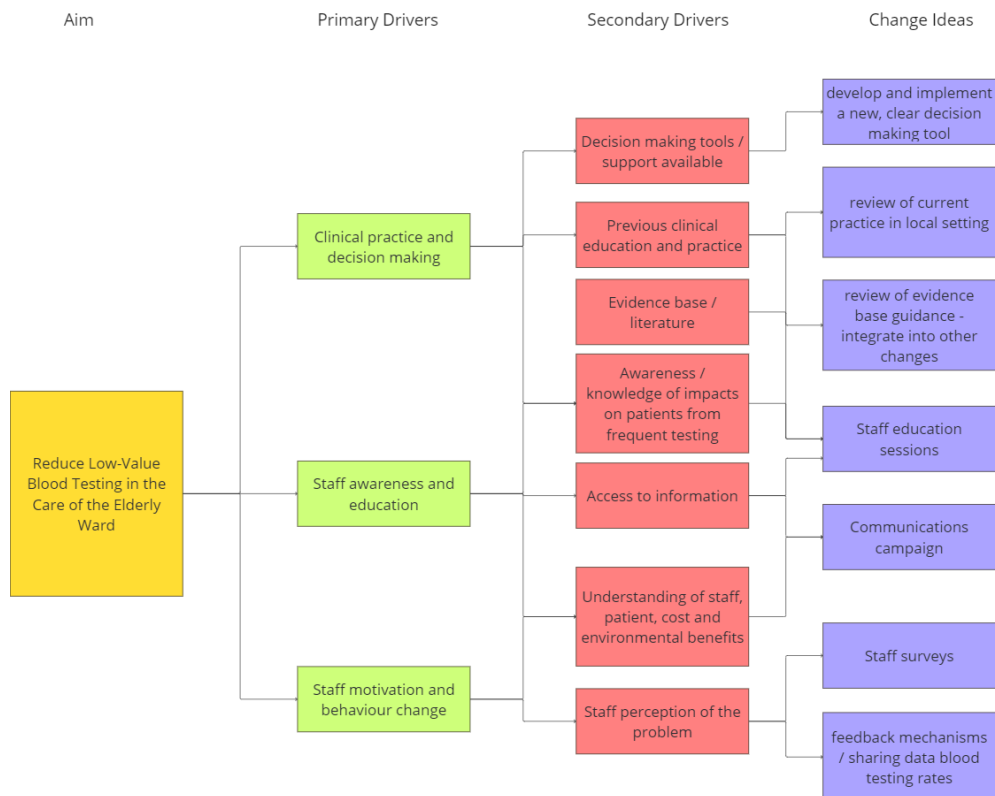 Aim
Primary Drivers
Secondary Drivers
Change Ideas
Reduce Low-Value
Blood Testing in the
Care of the Elderly
Ward
Clinical practice and
decision making
Staff awareness and
education
Staff motivation and
behaviour change
Decision making tools /
support available
Previous clinical
education and practice
Evidence base /
literature
Awareness /
knowledge of impacts
on patients from
frequent testing
Access to information
Understanding of staff,
patient, cost and
environmental benefits
Staff perception of the
problem
develop and implement
a new, clear decision
making tool
review of current
practice in local setting
review of evidence
base guidance -
integrate into other
changes
Staff education
sessions
Communications
campaign
Staff surveys
feedback mechanisms
/ sharing data blood
testing rates